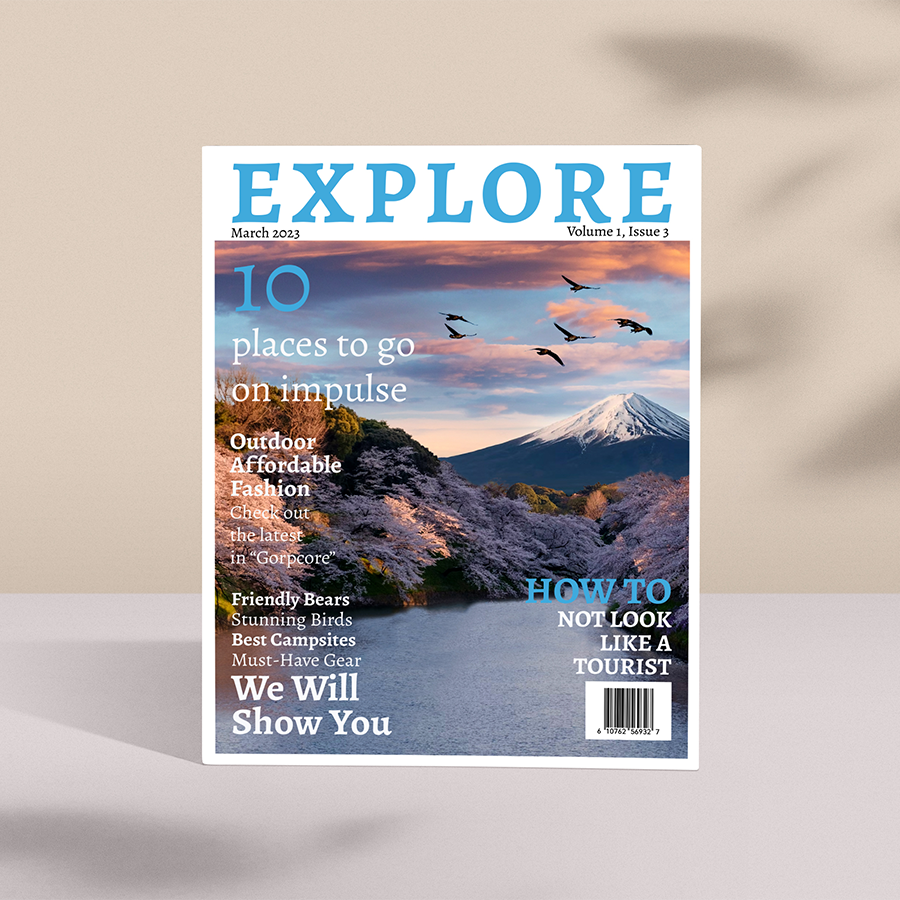 EXPLORE
March 2023
Volume 1, Issue 3
10
places to go
on impulse
Outdoor
Affordable
Fashion
Check out
the latest
in “Gorpcore”
Friendly Bears
Stunning Birds
Best Campsites
Must-Have Gear
We Will
Show You
HOW TO
NOT LOOK
LIKE A
TOURIST
6 10762 56932 7